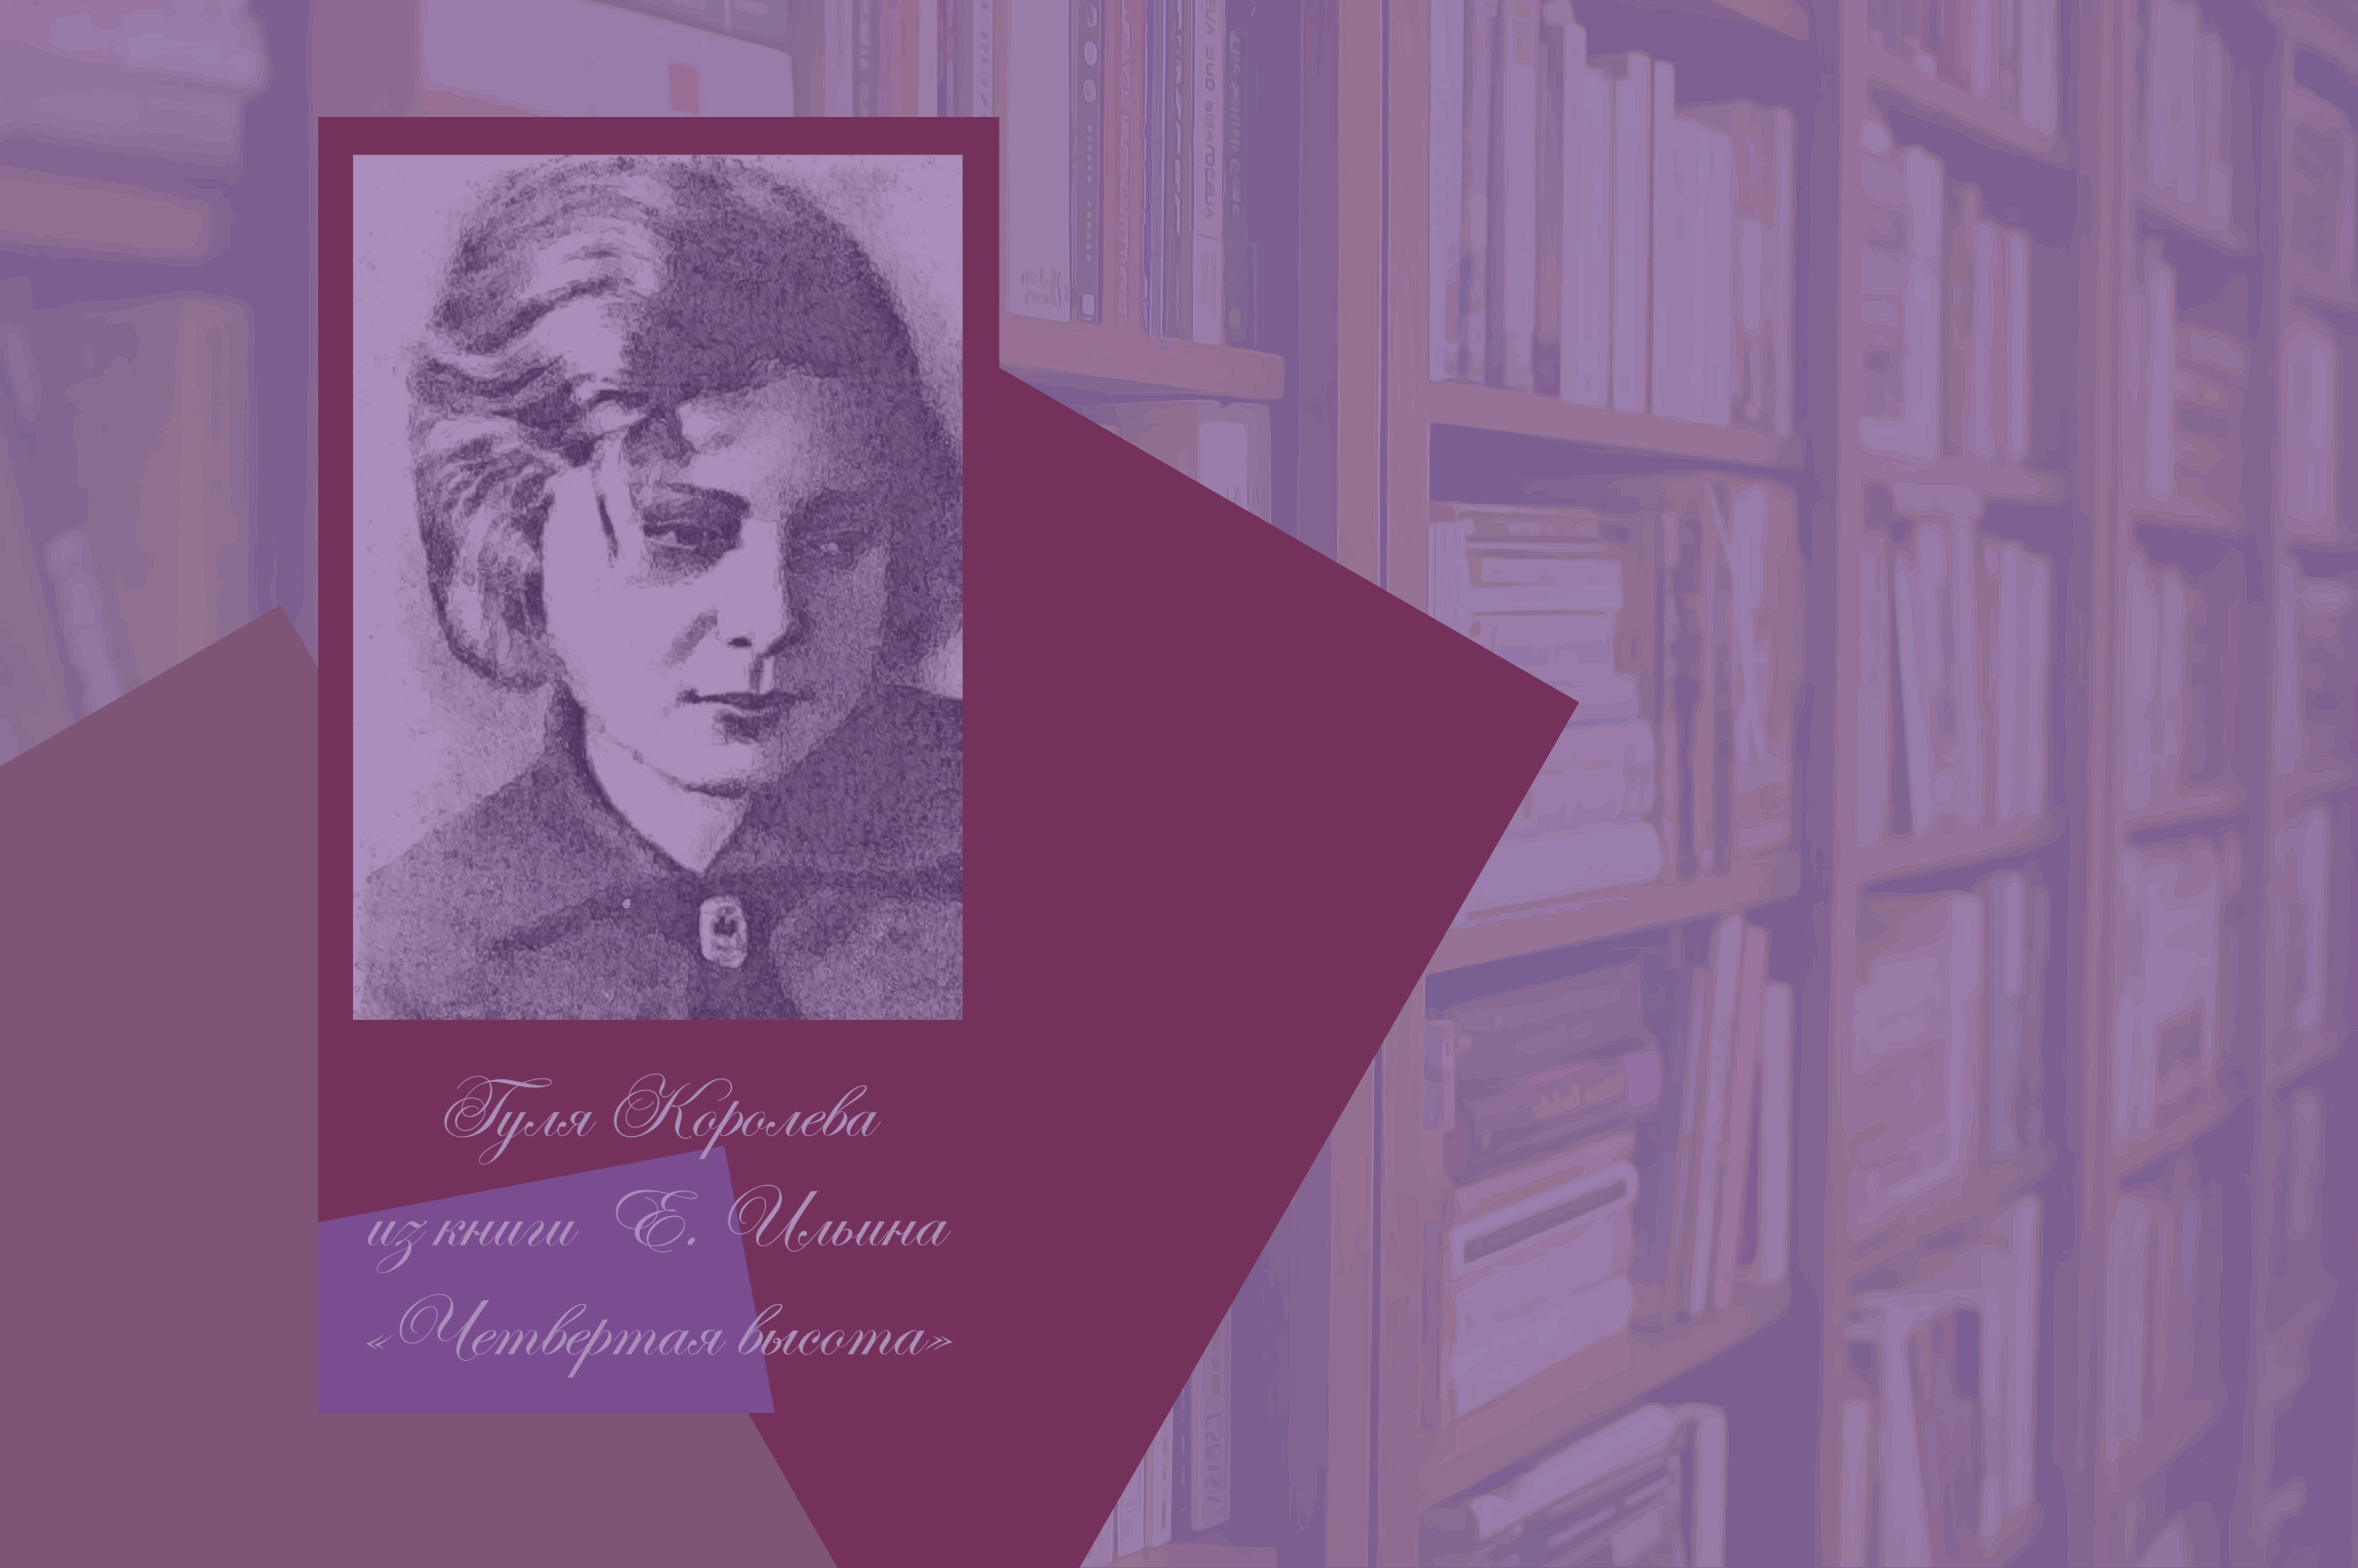 Гуля Королева
из книги Е. Ильина
«Четвертая высота»